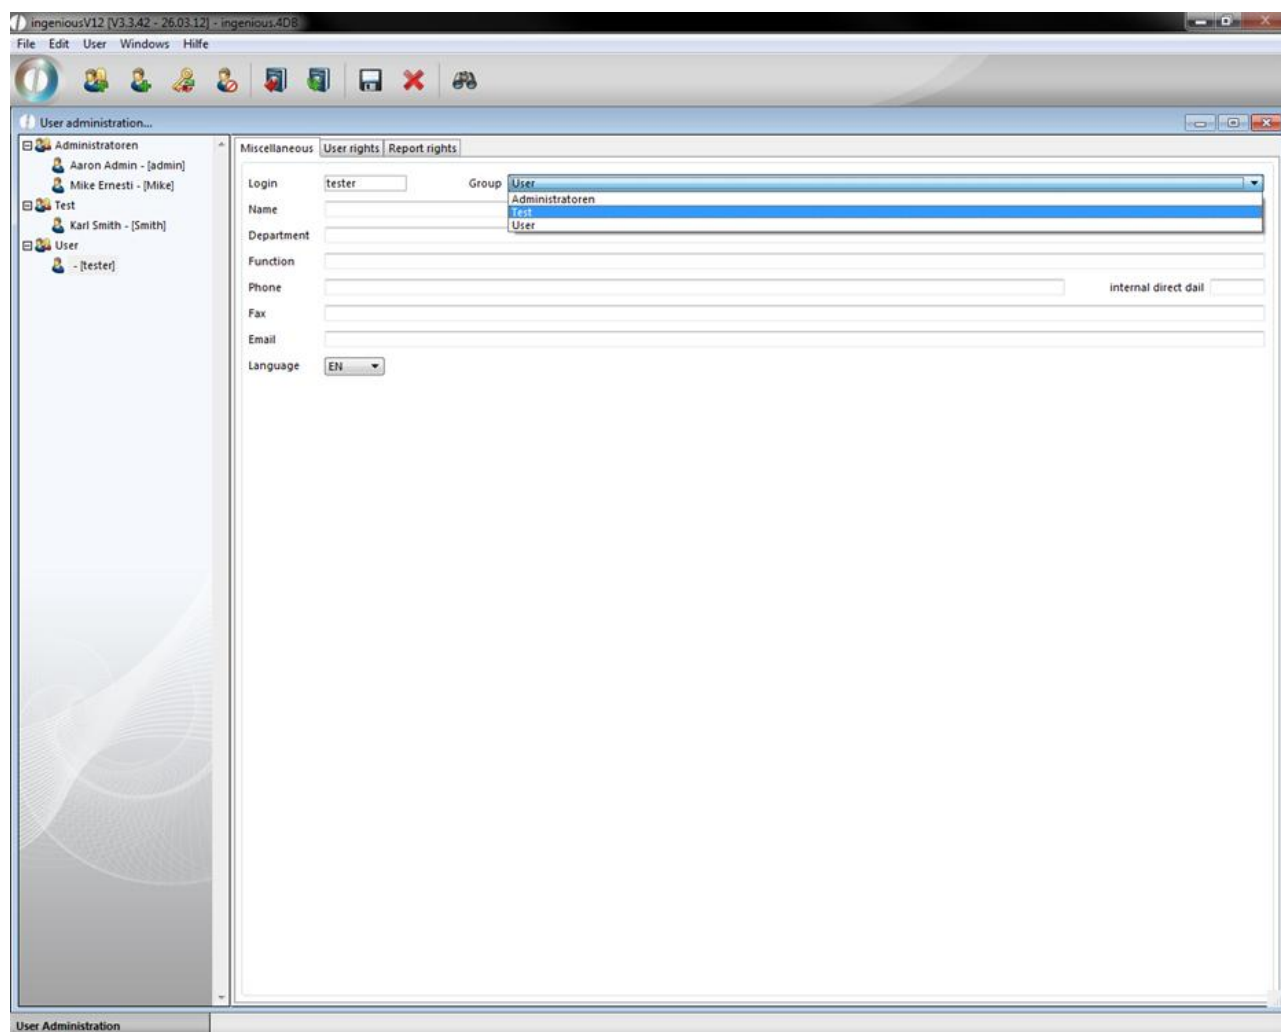 ingeniousV12 [V3.3.42 - 26.03.12] - ingenious.4DB
File Edit User Windows Hilfe
User administration...
Administratoren
Aaron Admin - [admin]
Mike Ernesti - [Mike]
Test
Karl Smith - [Smith]
User
- [tester]
Miscellaneous User rights Report rights
Login tester Group User
Administratoren
Test
User
Name
Department
Function
Phone internal direct dail
Fax
Email
Language EN
User Administration